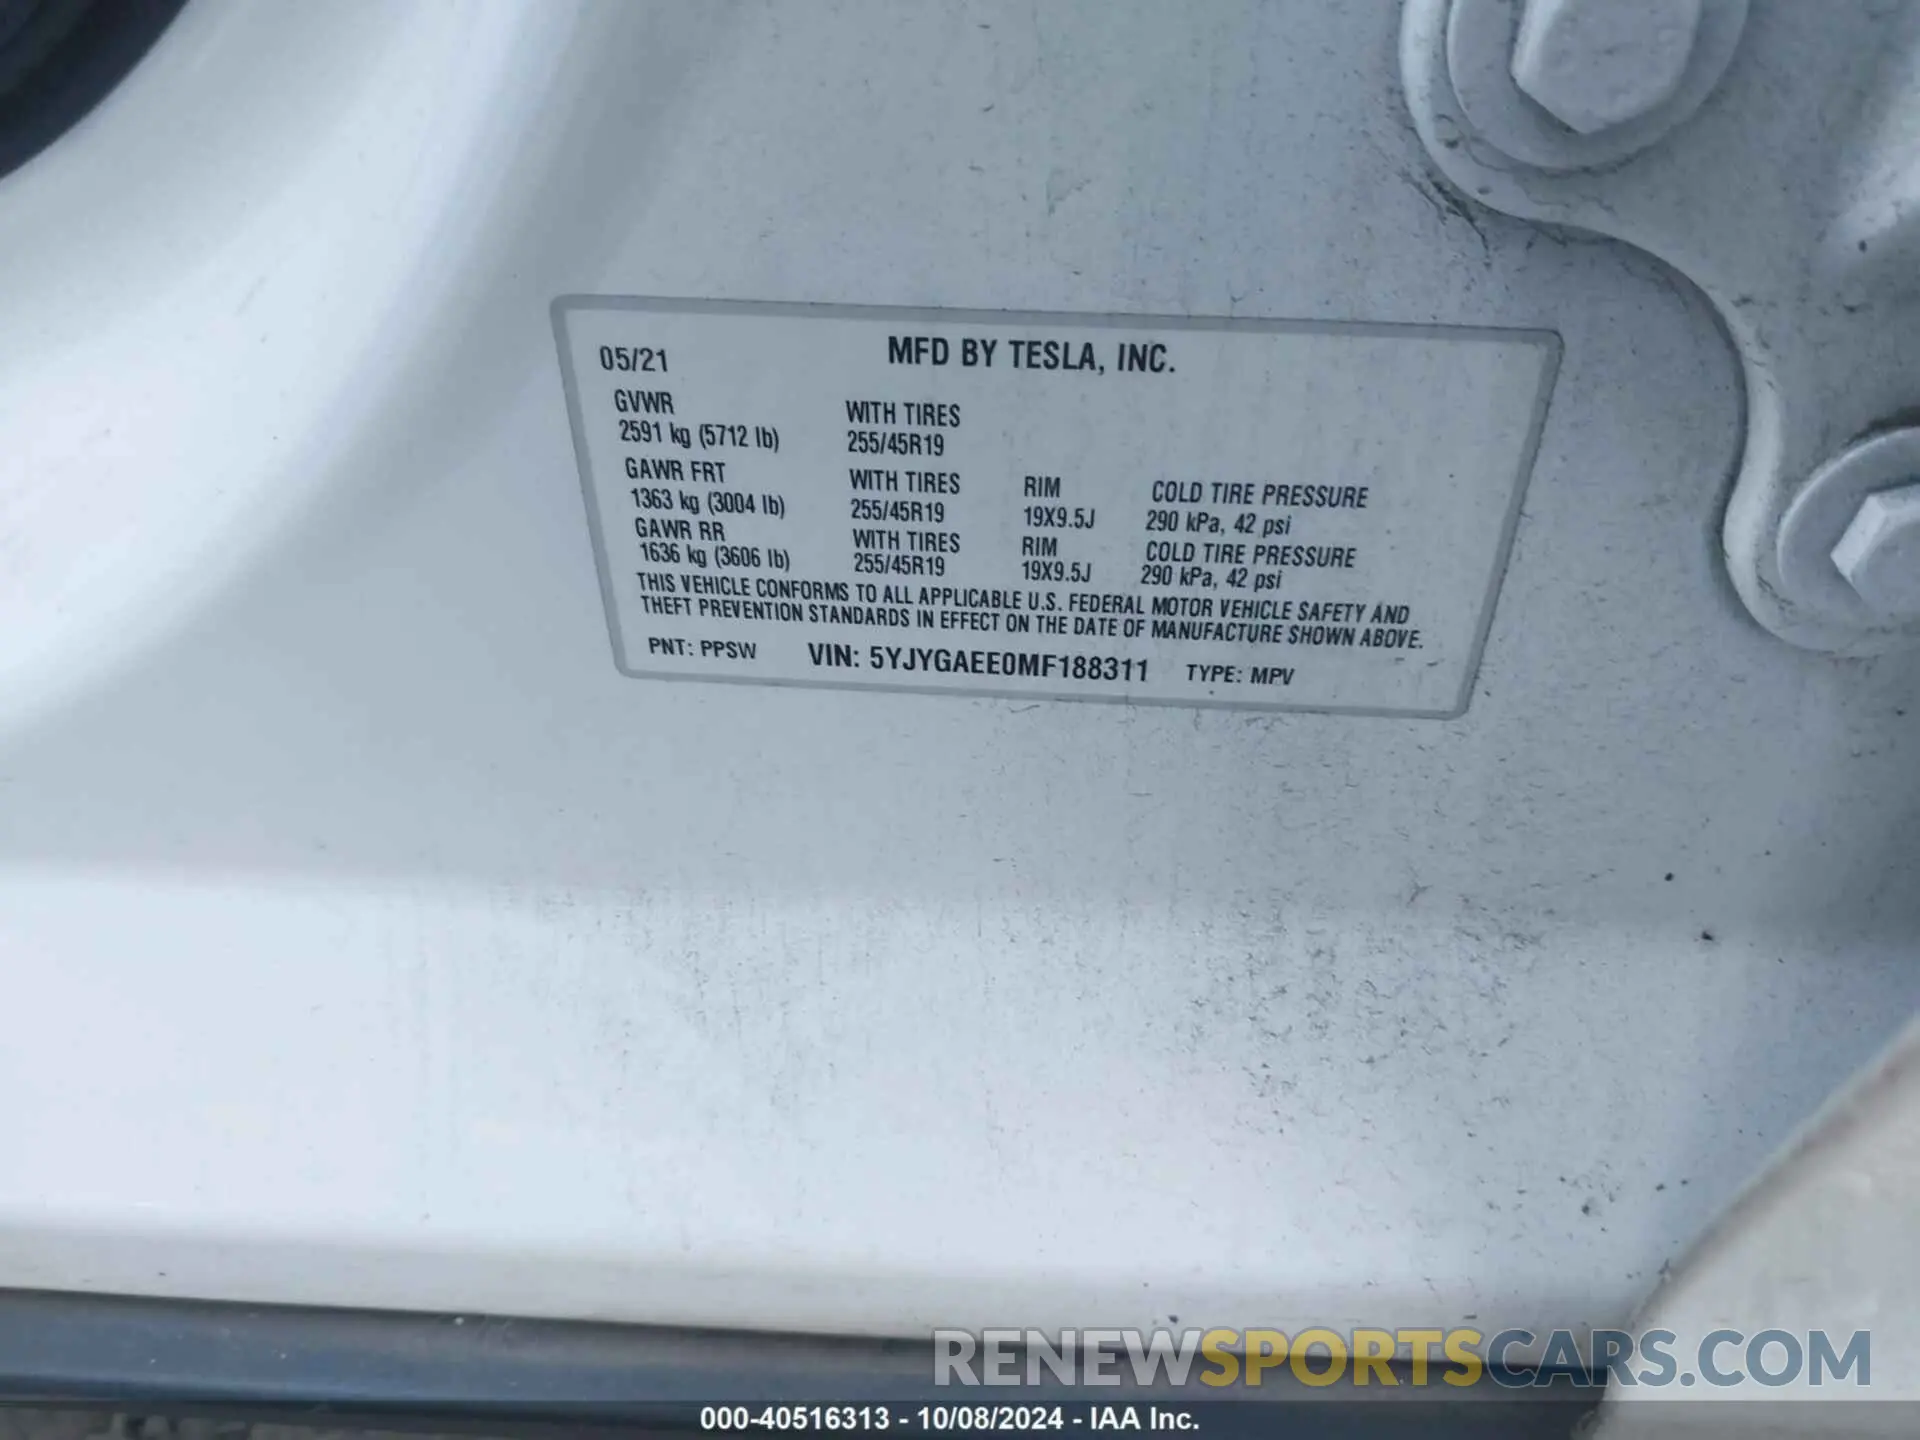 05/21 MFD BY TESLA, INC.
GVWR WITH TIRES
2591 kg (5712 lb) 255/45R19
GAWR FRT WITH TIRES RIM COLD TIRE PRESSURE
1363 kg (3004 lb) 255/45R19 19X9.5J 290 kPa, 42 psi
GAWR RR WITH TIRES RIM COLD TIRE PRESSURE
1636 kg (3606 lb) 255/45R19 19X9.5J 290 kPa, 42 psi
THIS VEHICLE CONFORMS TO ALL APPLICABLE U.S. FEDERAL MOTOR VEHICLE SAFETY AND
THEFT PREVENTION STANDARDS IN EFFECT ON THE DATE OF MANUFACTURE SHOWN ABOVE.
PNT: PPSW VIN: 5YJYGAEE0MF188311 TYPE: MPV
RENEWSPORTSCARS.COM
000-40516313 - 10/08/2024 - IAA Inc.